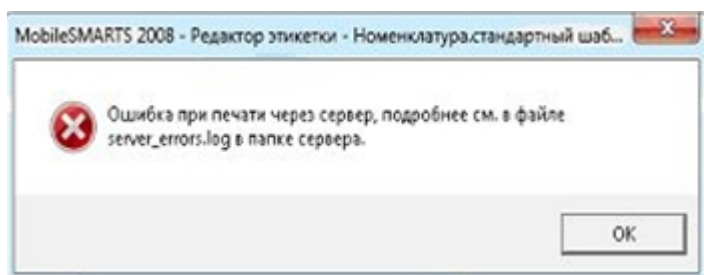 MobileSMARTS 2008 - Редактор этикетки - Номенклатура.стандартный шаб...
Ошибка при печати через сервер, подробнее см. в файле
server_errors.log в папке сервера.
OK